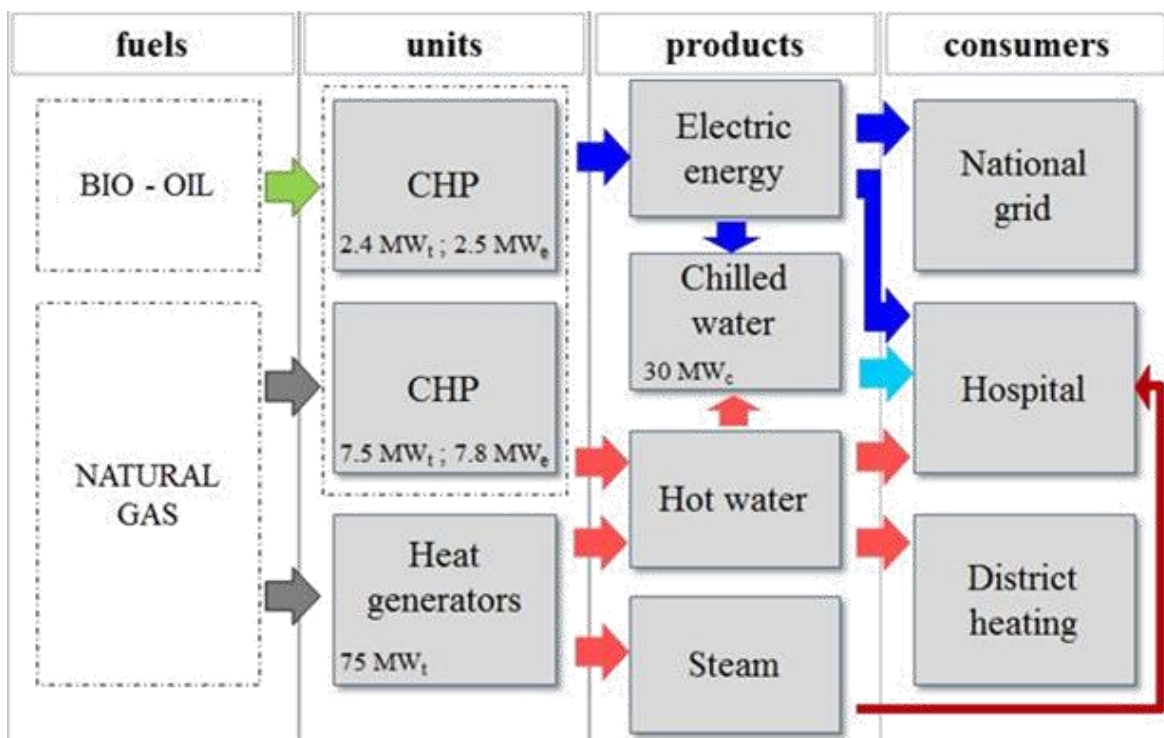 fuels
units
products
consumers
BIO - OIL
CHP
2.4 MWt ; 2.5 MWe
Electric
energy
National
grid
NATURAL
GAS
CHP
7.5 MWt ; 7.8 MWe
Chilled
water
30 MWc
Hospital
Heat
generators
75 MWt
Hot water
Steam
District
heating